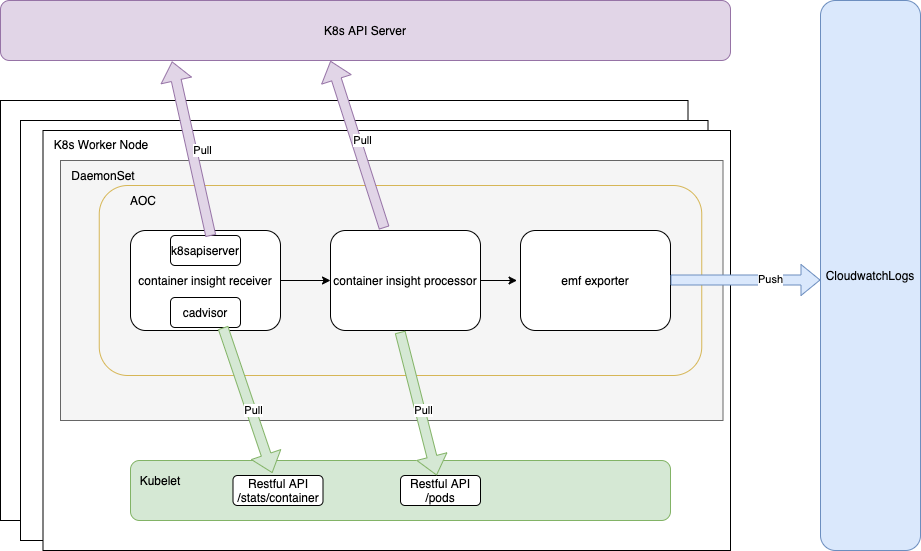 K8s API Server
Pull
Pull
K8s Worker Node
DaemonSet
AOC
k8sapiserver
container insight receiver
cadvisor
container insight processor
emf exporter
Push
CloudwatchLogs
Pull
Pull
Kubelet
Restful API
/stats/container
Restful API
/pods